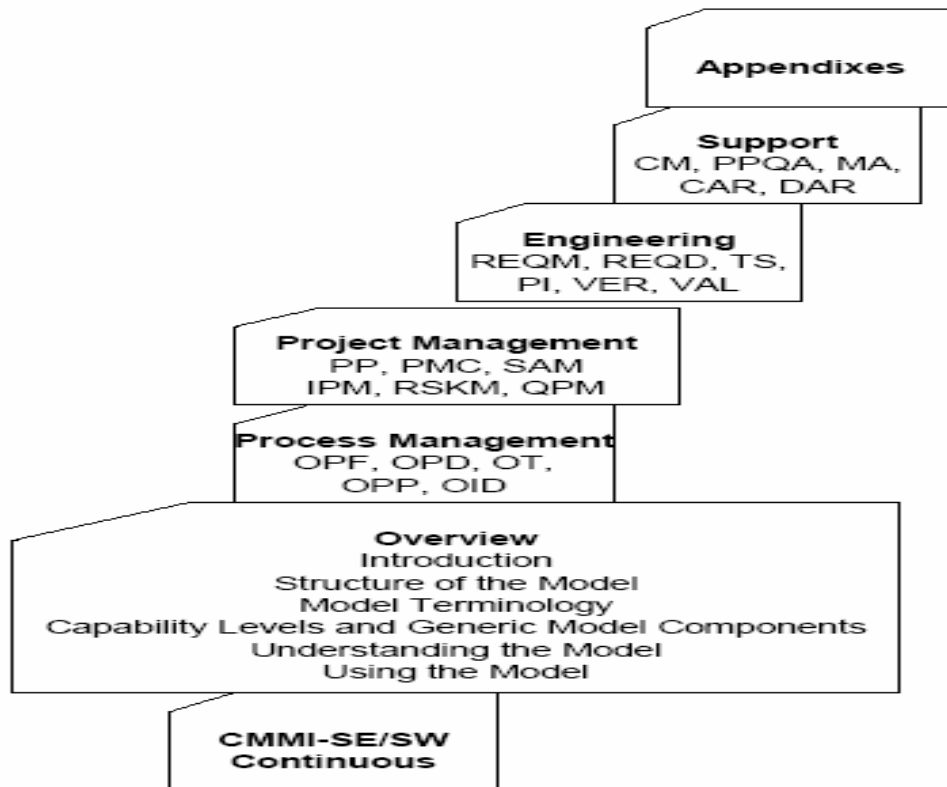 Appendixes
Support
CM, PPQA, MA,
CAR, DAR
Engineering
REQM, REQD, TS,
PI, VER, VAL
Project Management
PP, PMC, SAM
IPM, RSKM, QPM
Process Management
OPF, OPD, OT,
OPP, OID
Overview
Introduction
Structure of the Model
Model Terminology
Capability Levels and Generic Model Components
Understanding the Model
Using the Model
CMMI-SE/SW
Continuous